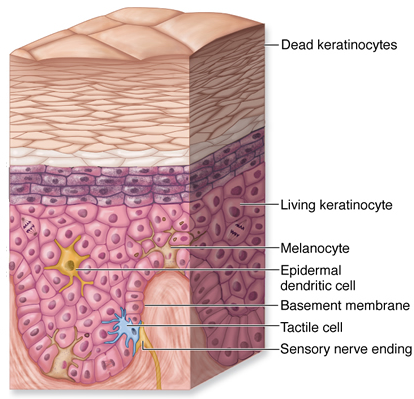 Dead keratinocytes
Living keratinocyte
Melanocyte
Epidermal
dendritic cell
Basement membrane
Tactile cell
Sensory nerve ending